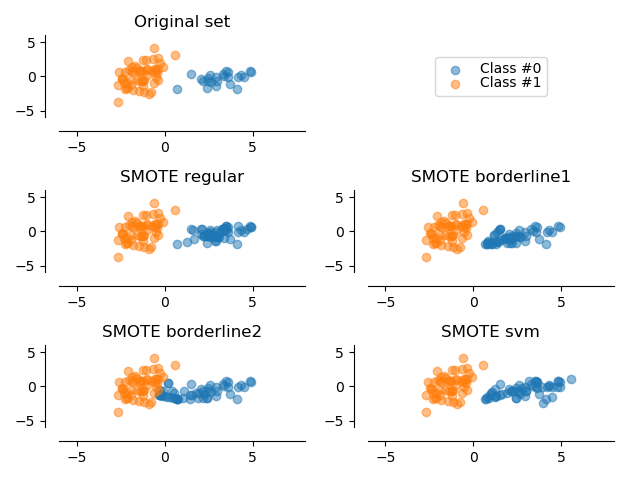 Original set
5
0
−5
−5 0 5
Class #0
Class #1
SMOTE regular
5
0
−5
−5 0 5
SMOTE borderline1
5
0
−5
−5 0 5
SMOTE borderline2
5
0
−5
−5 0 5
SMOTE svm
5
0
−5
−5 0 5